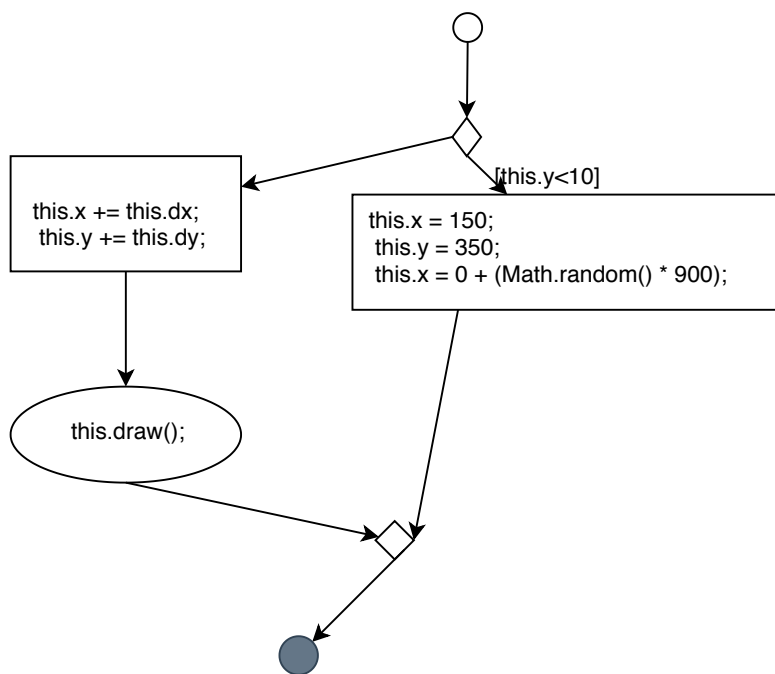 [this.y<10]
this.x += this.dx;
this.y += this.dy;
this.x = 150;
this.y = 350;
this.x = 0 + (Math.random() * 900);
this.draw();